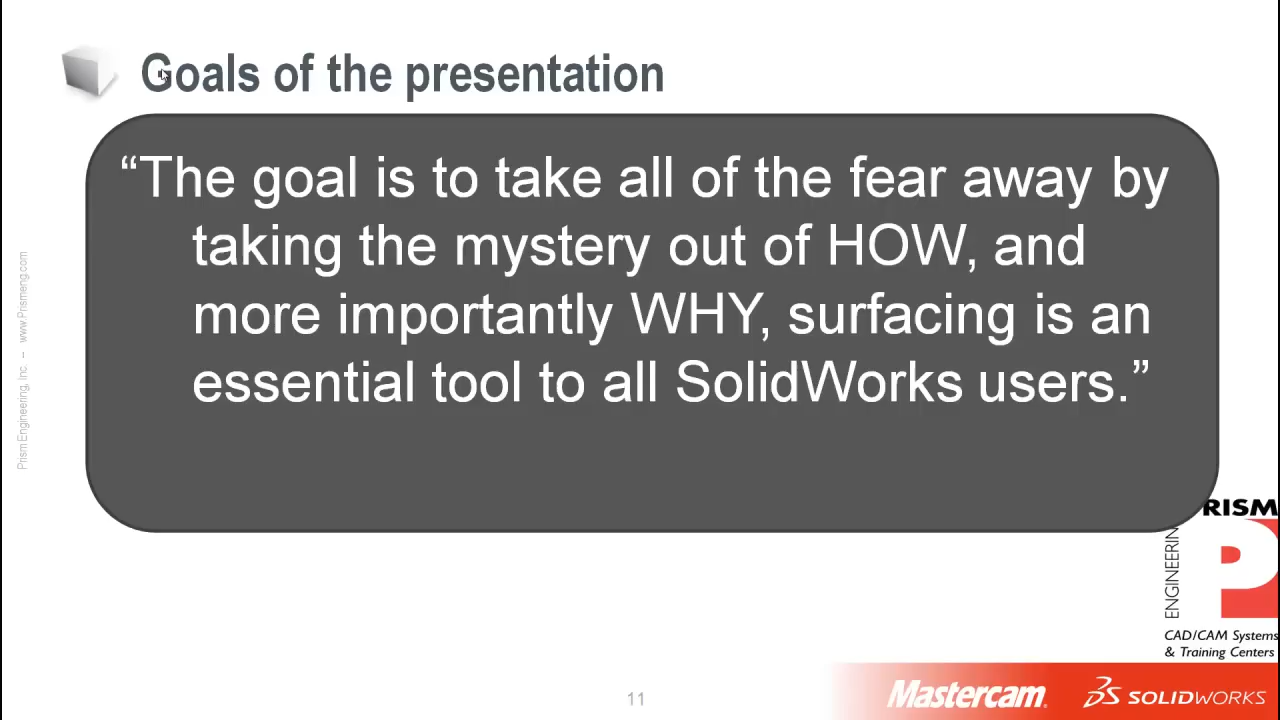 Goals of the presentation
“The goal is to take all of the fear away by
taking the mystery out of HOW, and
more importantly WHY, surfacing is an
essential tool to all SolidWorks users.”
Prism Engineering, Inc. – www.Prismeng.com
PRISM
ENGINEERING
CAD/CAM Systems
& Training Centers
11
Mastercam.
SOLIDWORKS